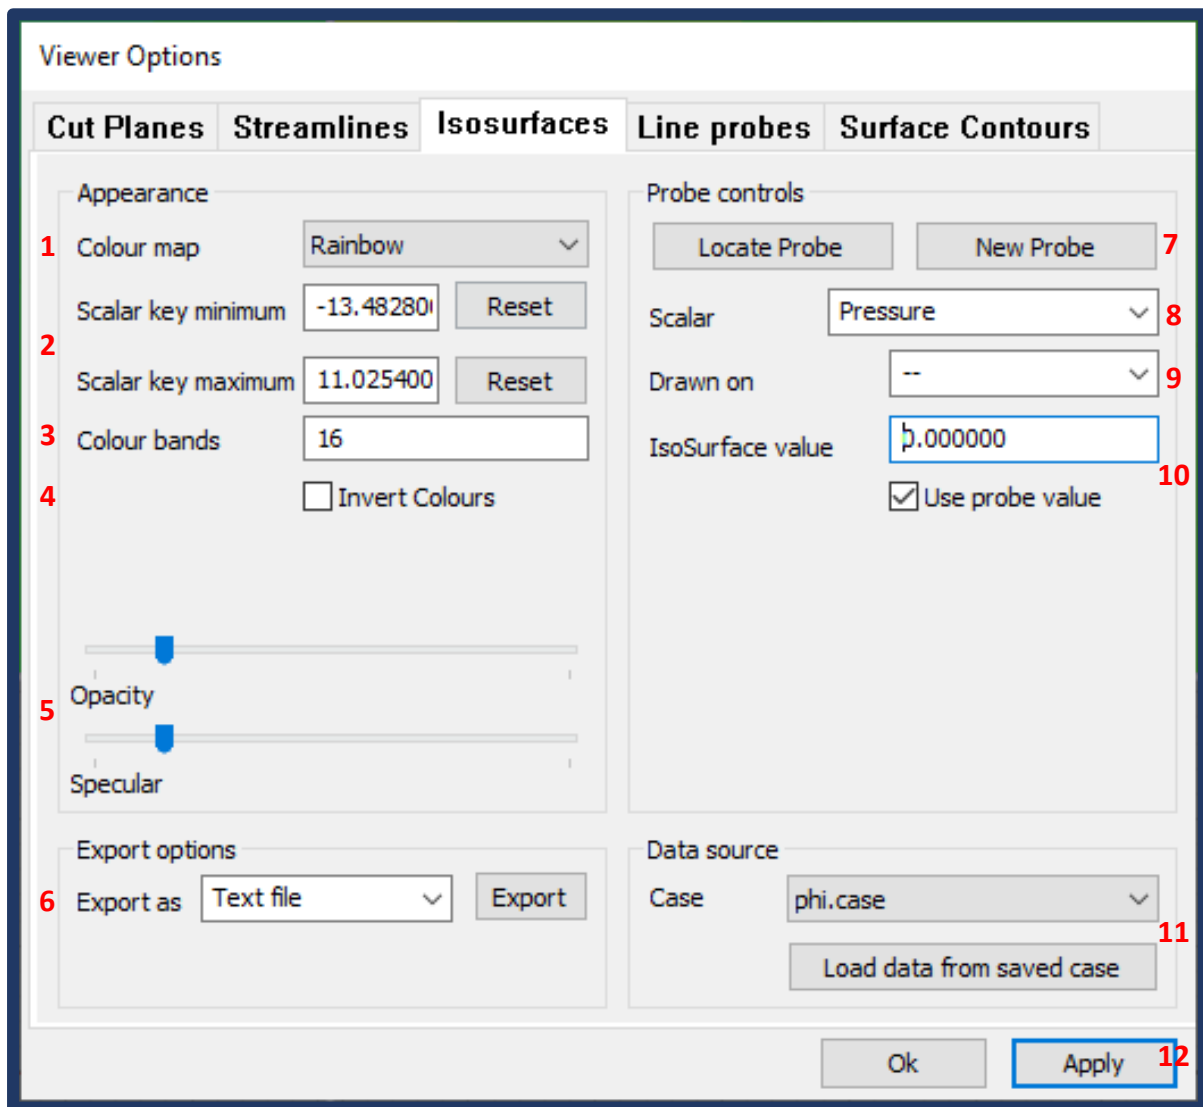 Viewer Options
Cut Planes Streamlines Isosurfaces Line probes Surface Contours
Appearance
1 Colour map Rainbow
Scalar key minimum -13.48280 Reset
2
Scalar key maximum 11.025400 Reset
3 Colour bands 16
4 Invert Colours
Opacity
5
Specular
Export options
6 Export as Text file Export
Probe controls
Locate Probe New Probe 7
Scalar Pressure 8
Drawn on -- 9
IsoSurface value 0.000000
10
Use probe value
Data source
Case phi.case
11
Load data from saved case
Ok Apply 12